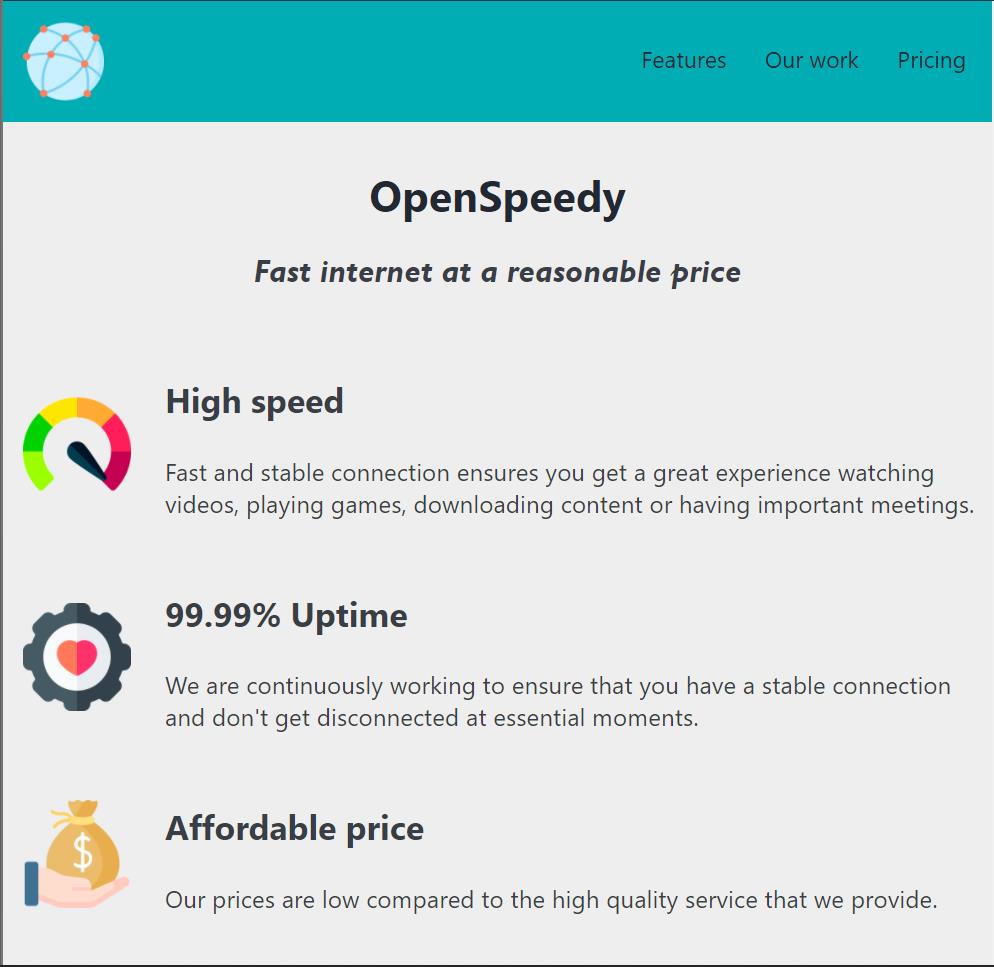 Features Our work Pricing
OpenSpeedy
Fast internet at a reasonable price
High speed
Fast and stable connection ensures you get a great experience watching
videos, playing games, downloading content or having important meetings.
99.99% Uptime
We are continuously working to ensure that you have a stable connection
and don't get disconnected at essential moments.
$
Affordable price
Our prices are low compared to the high quality service that we provide.